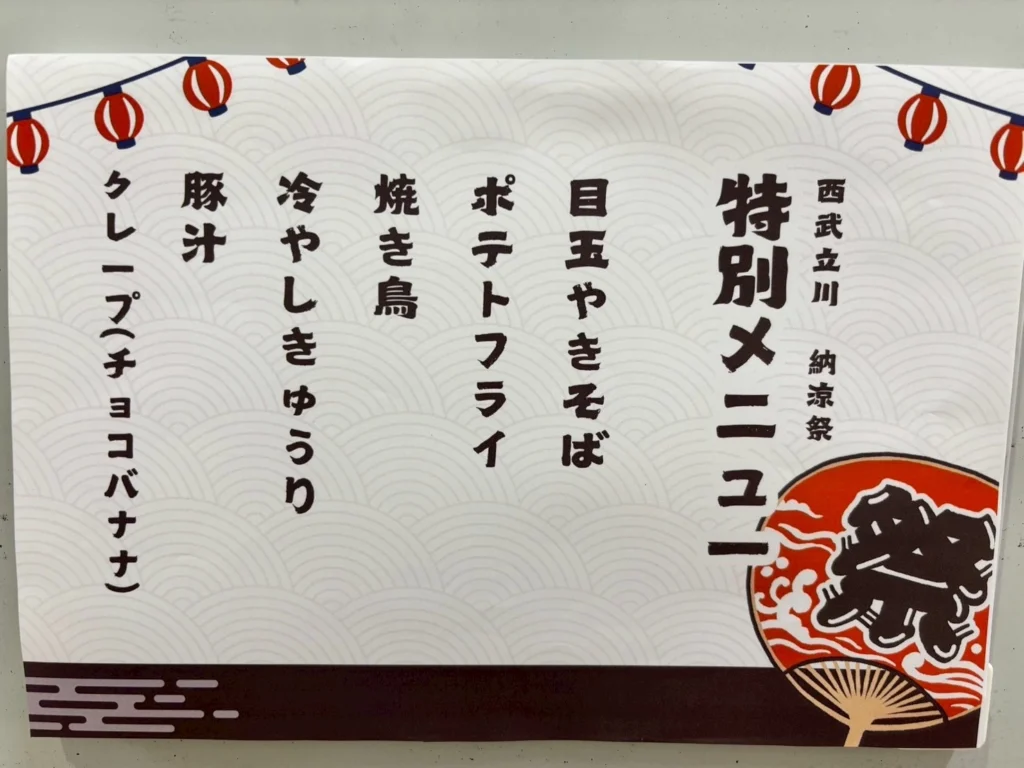 西武立川 納涼祭
特別メニュー
目玉やきそば
ポテトフライ
焼き鳥
冷やしきゅうり
豚汁
クレープ(チョコバナナ)
祭